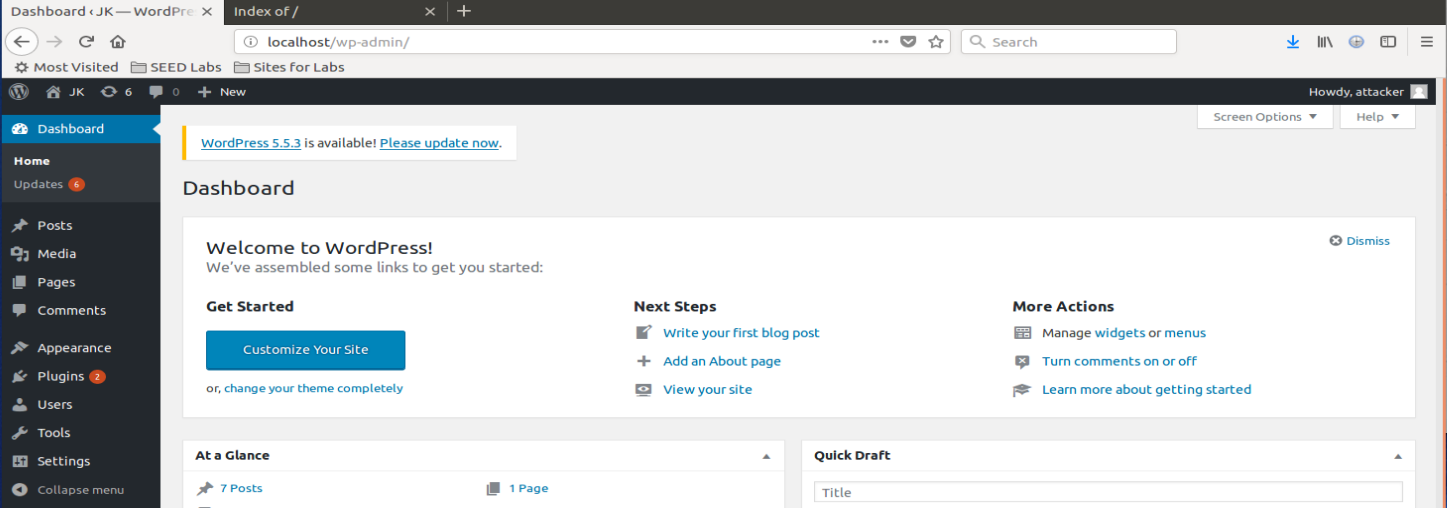 Dashboard ‹ JK — WordPre
Index of /
localhost/wp-admin/
Search
Most Visited
SEED Labs
Sites for Labs
JK
6
0
New
Howdy, attacker
Dashboard
Home
Updates 6
Posts
Media
Pages
Comments
Appearance
Plugins 2
Users
Tools
Settings
Collapse menu
Screen Options
Help
WordPress 5.5.3 is available! Please update now.
Dashboard
Welcome to WordPress!
We've assembled some links to get you started:
Dismiss
Get Started
Customize Your Site
or, change your theme completely
Next Steps
Write your first blog post
Add an About page
View your site
More Actions
Manage widgets or menus
Turn comments on or off
Learn more about getting started
At a Glance
7 Posts
1 Page
Quick Draft
Title